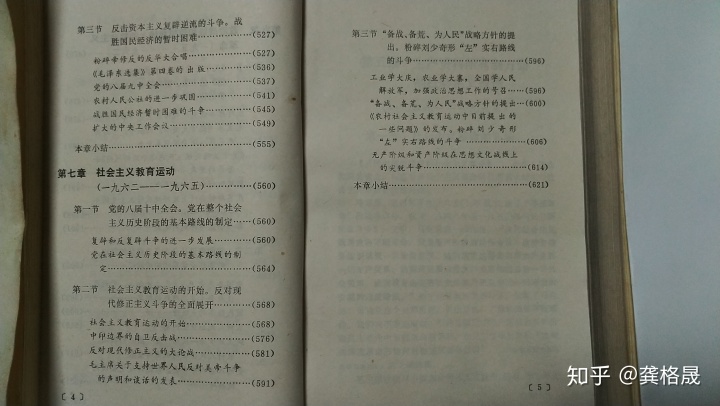 第三节 反击资本主义复辟逆流的斗争。战
胜国民经济的暂时困难……………(527)
粉碎帝修反的反华大合唱…………(527)
《毛泽东选集》第四卷的出版………(536)
党的八届九中全会…………………(537)
农村人民公社的进一步巩固………(541)
战胜国民经济暂时困难的斗争……(545)
扩大的中央工作会议………………(549)
本章小结……………………………(555)
第七章 社会主义教育运动
(一九六二——一九六五)…………(560)
第一节 党的八届十中全会。党在整个社会
主义历史阶段的基本路线的制定……(560)
复辟和反复辟斗争的进一步发展……(560)
党在社会主义历史阶段的基本路线的制
定……………………………………(564)
第二节 社会主义教育运动的开始。反对现
代修正主义斗争的全面展开………(568)
社会主义教育运动的开始…………(568)
中印边界的自卫反击战……………(576)
反对现代修正主义的大论战………(581)
毛主席关于支持世界人民反对美帝斗争
的声明和谈话的发表………………(591)
〔4〕
第三节 “备战、备荒、为人民”战略方针的提
出。粉碎刘少奇形“左”实右路线
的斗争………………………………(596)
工业学大庆,农业学大寨,全国学人民
解放军,加强政治思想工作的号召…(596)
“备战、备荒、为人民”战略方针的提出…(600)
《农村社会主义教育运动中目前提出的
一些问题》的发布。粉碎刘少奇形
“左”实右路线的斗争………………(606)
无产阶级和资产阶级在思想文化战线上
的尖锐斗争…………………………(614)
本章小结……………………………(621)
〔5〕
知乎 @龚格晟